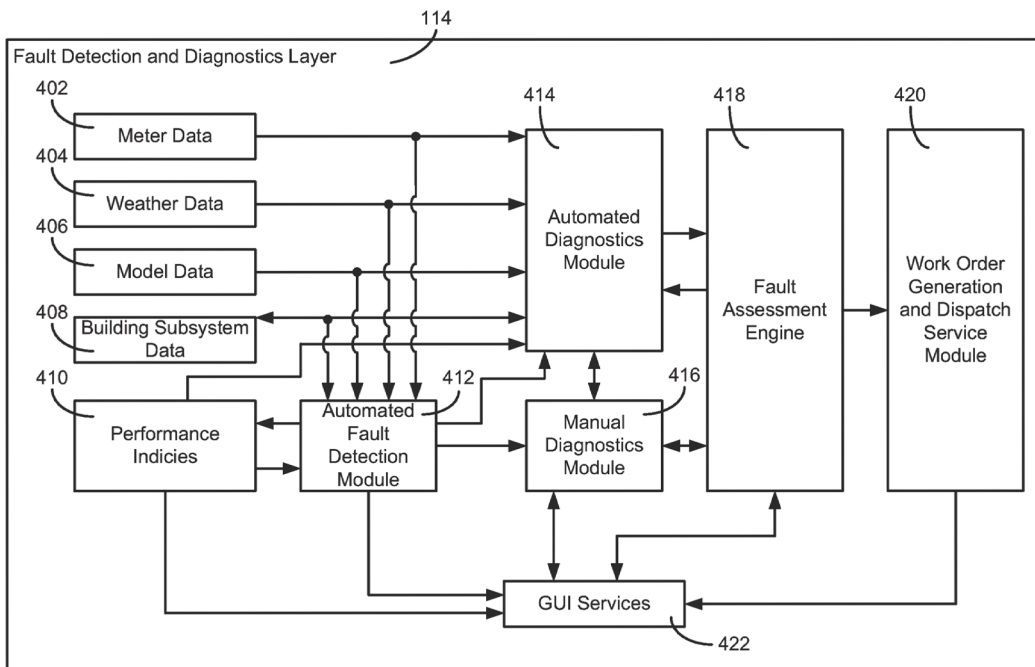 114
Fault Detection and Diagnostics Layer
402
Meter Data
404
Weather Data
406
Model Data
408
Building Subsystem
Data
410
Performance
Indicies
412
Automated
Fault
Detection
Module
414
Automated
Diagnostics
Module
416
Manual
Diagnostics
Module
418
Fault
Assessment
Engine
420
Work Order
Generation
and Dispatch
Service
Module
GUI Services
422